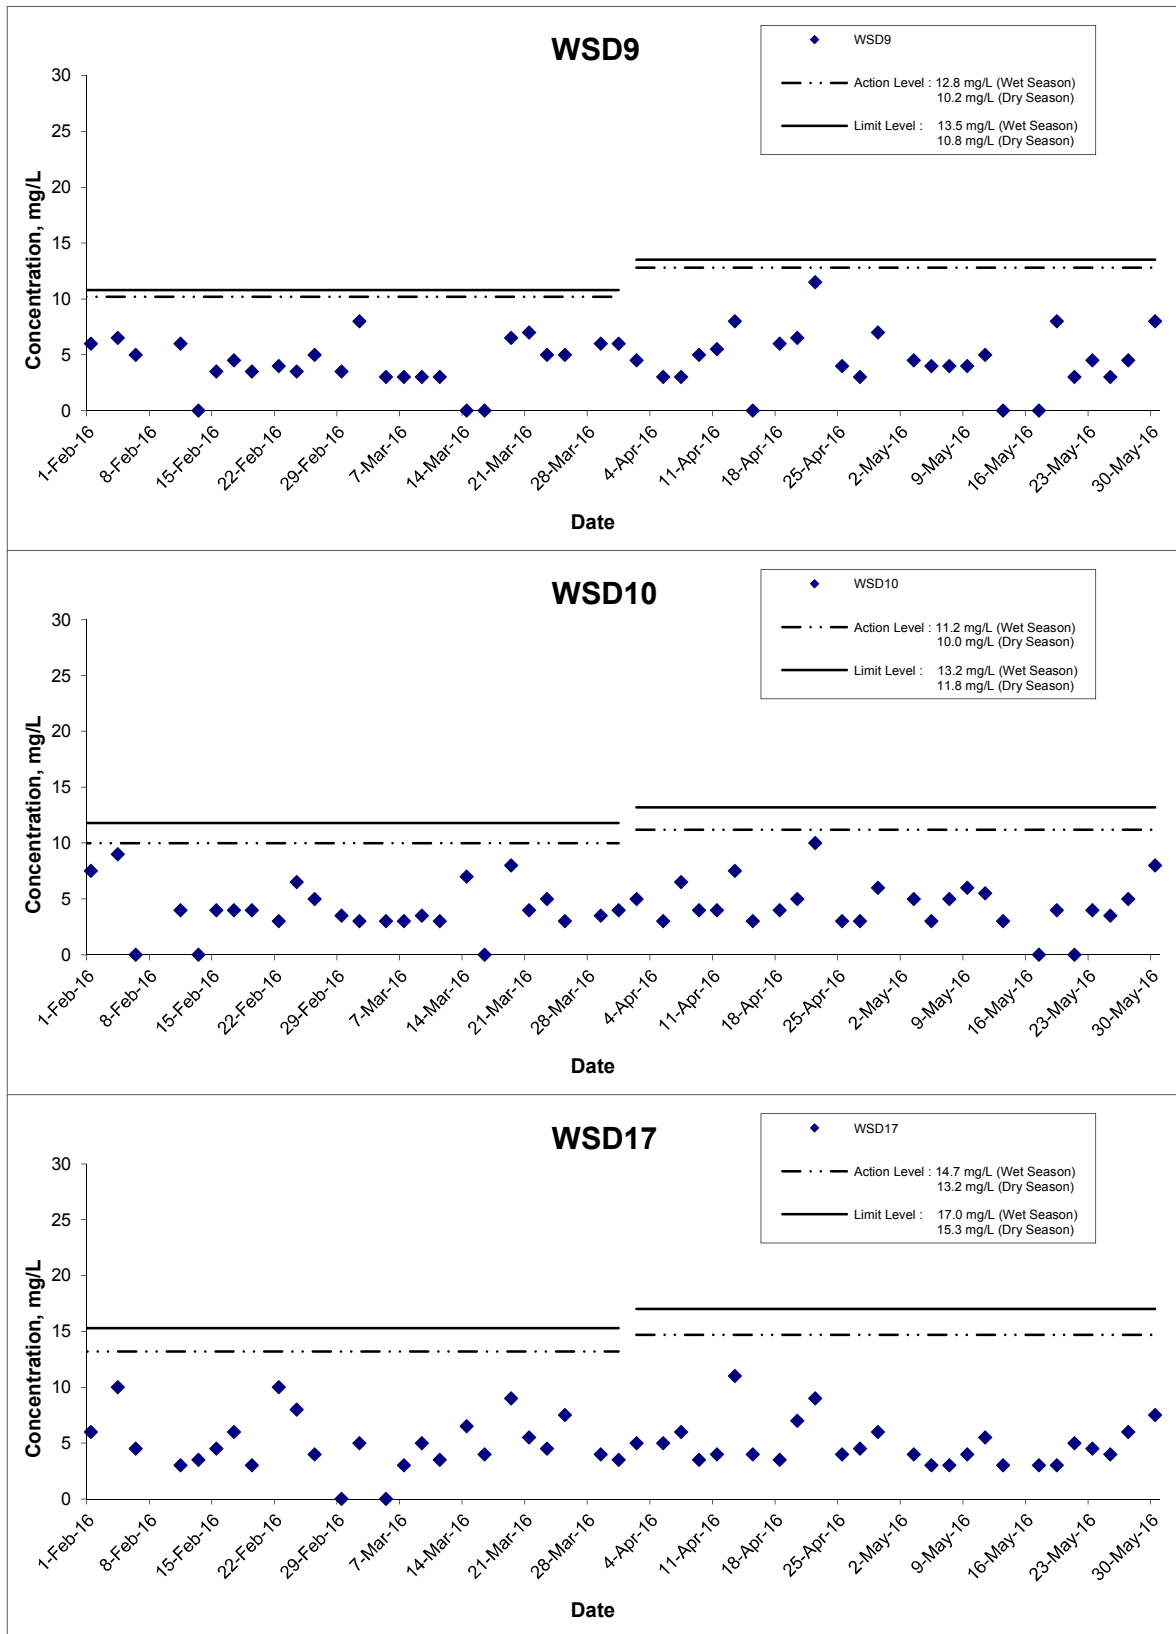 WSD9
WSD9
Action Level : 12.8 mg/L (Wet Season)
10.2 mg/L (Dry Season)
Limit Level : 13.5 mg/L (Wet Season)
10.8 mg/L (Dry Season)
Concentration, mg/L
30
25
20
15
10
5
0
1-Feb-16
8-Feb-16
15-Feb-16
22-Feb-16
29-Feb-16
7-Mar-16
14-Mar-16
21-Mar-16
28-Mar-16
4-Apr-16
11-Apr-16
18-Apr-16
25-Apr-16
2-May-16
9-May-16
16-May-16
23-May-16
30-May-16
Date
WSD10
WSD10
Action Level : 11.2 mg/L (Wet Season)
10.0 mg/L (Dry Season)
Limit Level : 13.2 mg/L (Wet Season)
11.8 mg/L (Dry Season)
Concentration, mg/L
30
25
20
15
10
5
0
1-Feb-16
8-Feb-16
15-Feb-16
22-Feb-16
29-Feb-16
7-Mar-16
14-Mar-16
21-Mar-16
28-Mar-16
4-Apr-16
11-Apr-16
18-Apr-16
25-Apr-16
2-May-16
9-May-16
16-May-16
23-May-16
30-May-16
Date
WSD17
WSD17
Action Level : 14.7 mg/L (Wet Season)
13.2 mg/L (Dry Season)
Limit Level : 17.0 mg/L (Wet Season)
15.3 mg/L (Dry Season)
Concentration, mg/L
30
25
20
15
10
5
0
1-Feb-16
8-Feb-16
15-Feb-16
22-Feb-16
29-Feb-16
7-Mar-16
14-Mar-16
21-Mar-16
28-Mar-16
4-Apr-16
11-Apr-16
18-Apr-16
25-Apr-16
2-May-16
9-May-16
16-May-16
23-May-16
30-May-16
Date